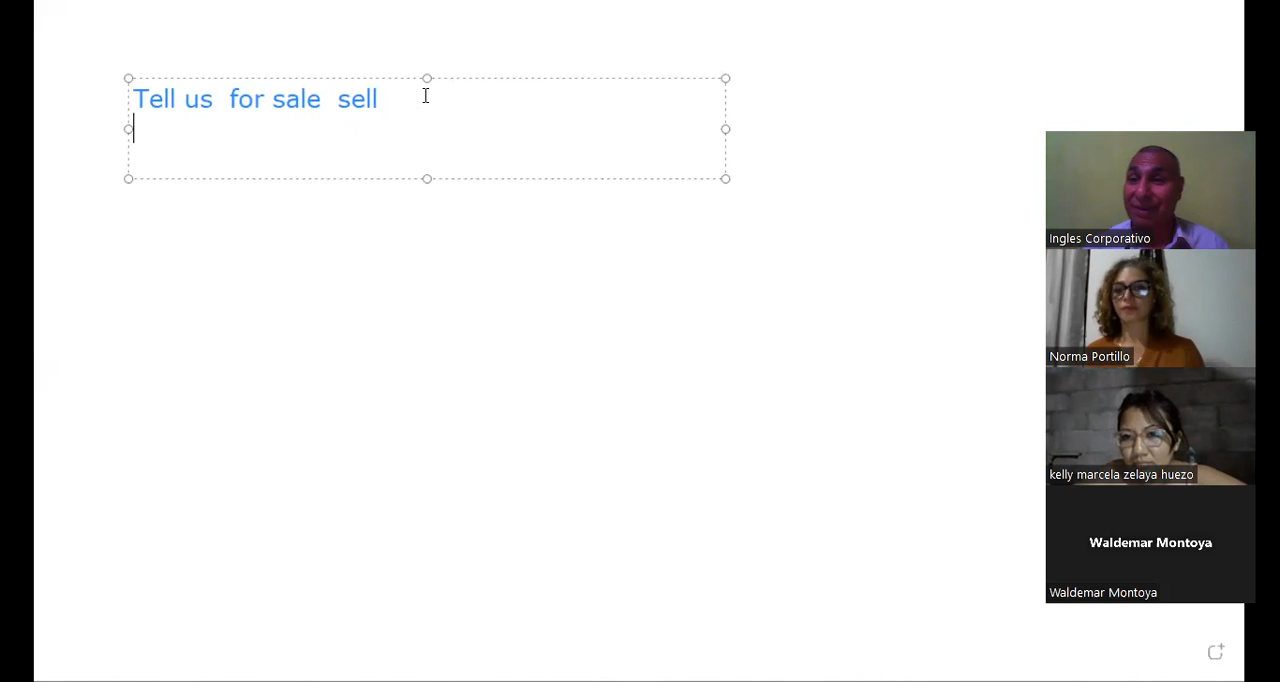 Tell us for sale sell
Ingles Corporativo
Norma Portillo
kelly marcela zelaya huezo
Waldemar Montoya
Waldemar Montoya